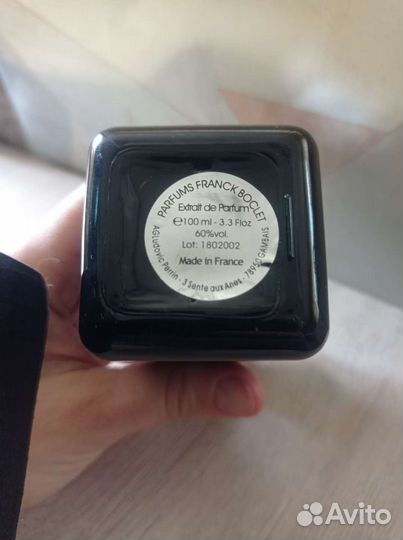 PARFUMS FRANCK BOCLET
Extrait de Parfum
℮100 ml - 3.3 Floz
60%vol.
Lot: 1802002
Made in France
AGLudovic Perrin - 3 Sente aux Anes - 78950 GAMBAIS
Avito